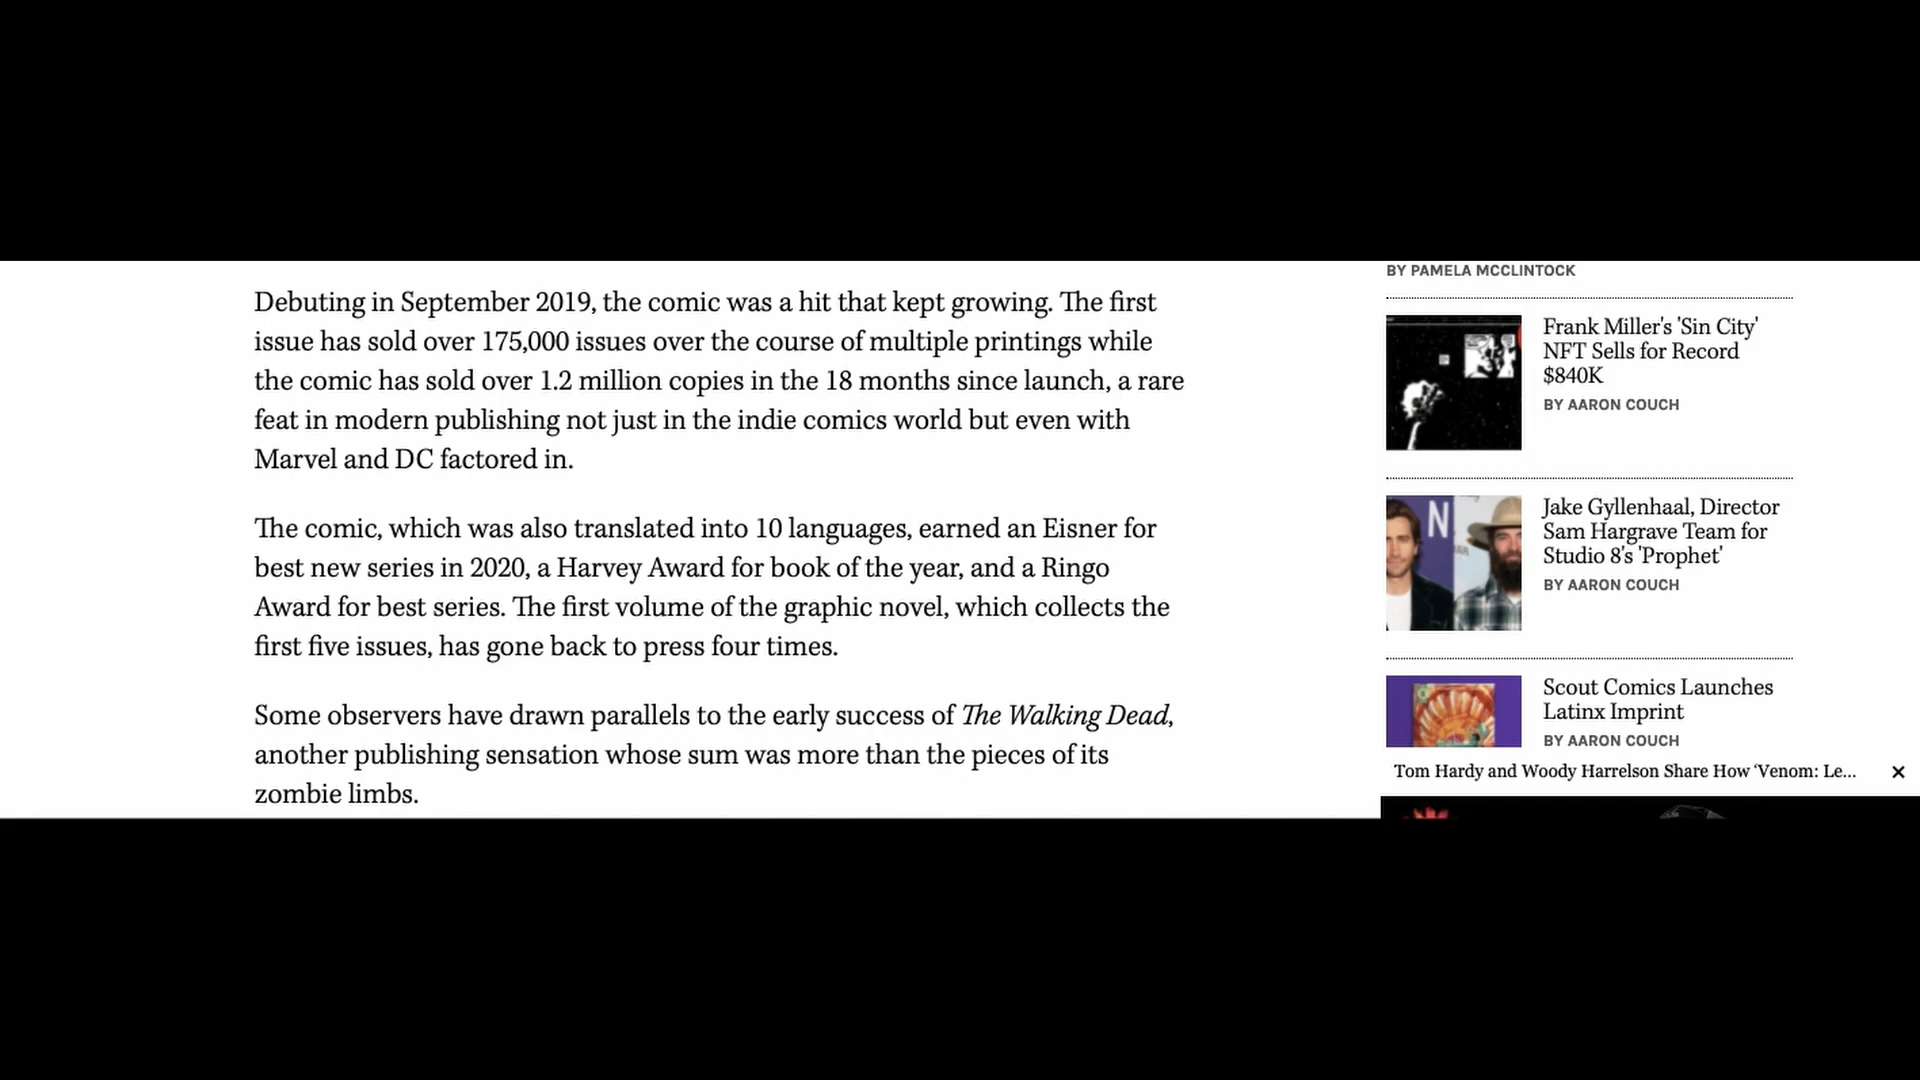 Debuting in September 2019, the comic was a hit that kept growing. The first
issue has sold over 175,000 issues over the course of multiple printings while
the comic has sold over 1.2 million copies in the 18 months since launch, a rare
feat in modern publishing not just in the indie comics world but even with
Marvel and DC factored in.
The comic, which was also translated into 10 languages, earned an Eisner for
best new series in 2020, a Harvey Award for book of the year, and a Ringo
Award for best series. The first volume of the graphic novel, which collects the
first five issues, has gone back to press four times.
Some observers have drawn parallels to the early success of The Walking Dead,
another publishing sensation whose sum was more than the pieces of its
zombie limbs.
BY PAMELA MCCLINTOCK
Frank Miller's 'Sin City'
NFT Sells for Record
$840K
BY AARON COUCH
N
Jake Gyllenhaal, Director
Sam Hargrave Team for
Studio 8's 'Prophet'
BY AARON COUCH
Scout Comics Launches
Latinx Imprint
BY AARON COUCH
Tom Hardy and Woody Harrelson Share How ‘Venom: Le...